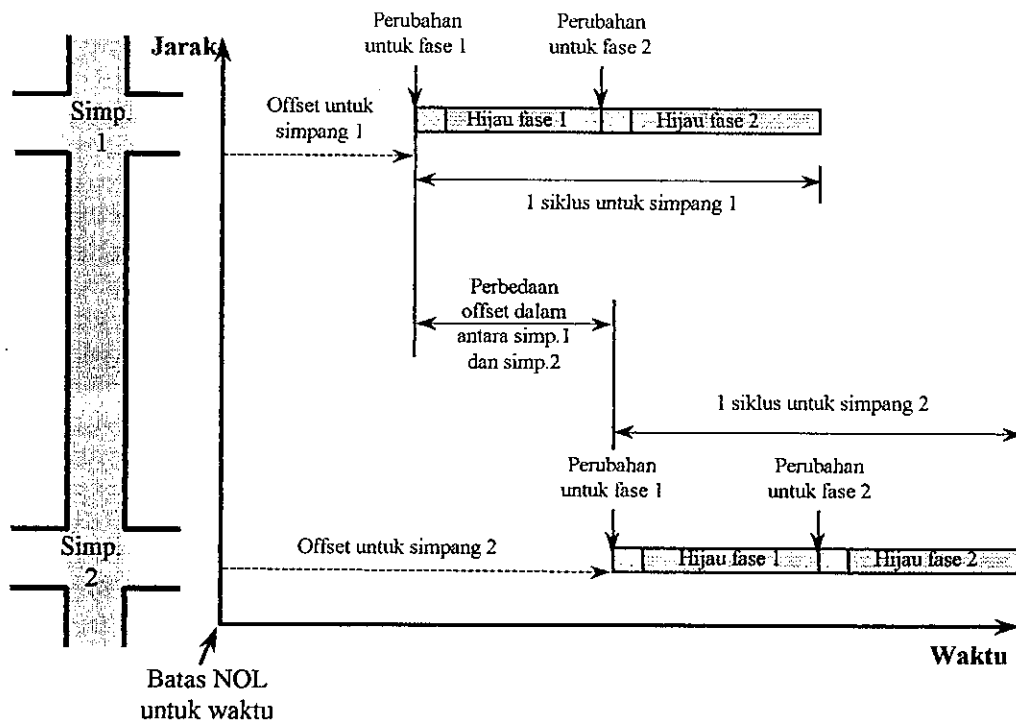 Perubahan
untuk fase 1
Perubahan
untuk fase 2
Jarak
Simp.
1
Offset untuk
simpang 1
Hijau fase 1
Hijau fase 2
1 siklus untuk simpang 1
Perbedaan
offset dalam
antara simp.1
dan simp.2
1 siklus untuk simpang 2
Perubahan
untuk fase 1
Perubahan
untuk fase 2
Simp.
2
Offset untuk simpang 2
Hijau fase 1
Hijau fase 2
Waktu
Batas NOL
untuk waktu